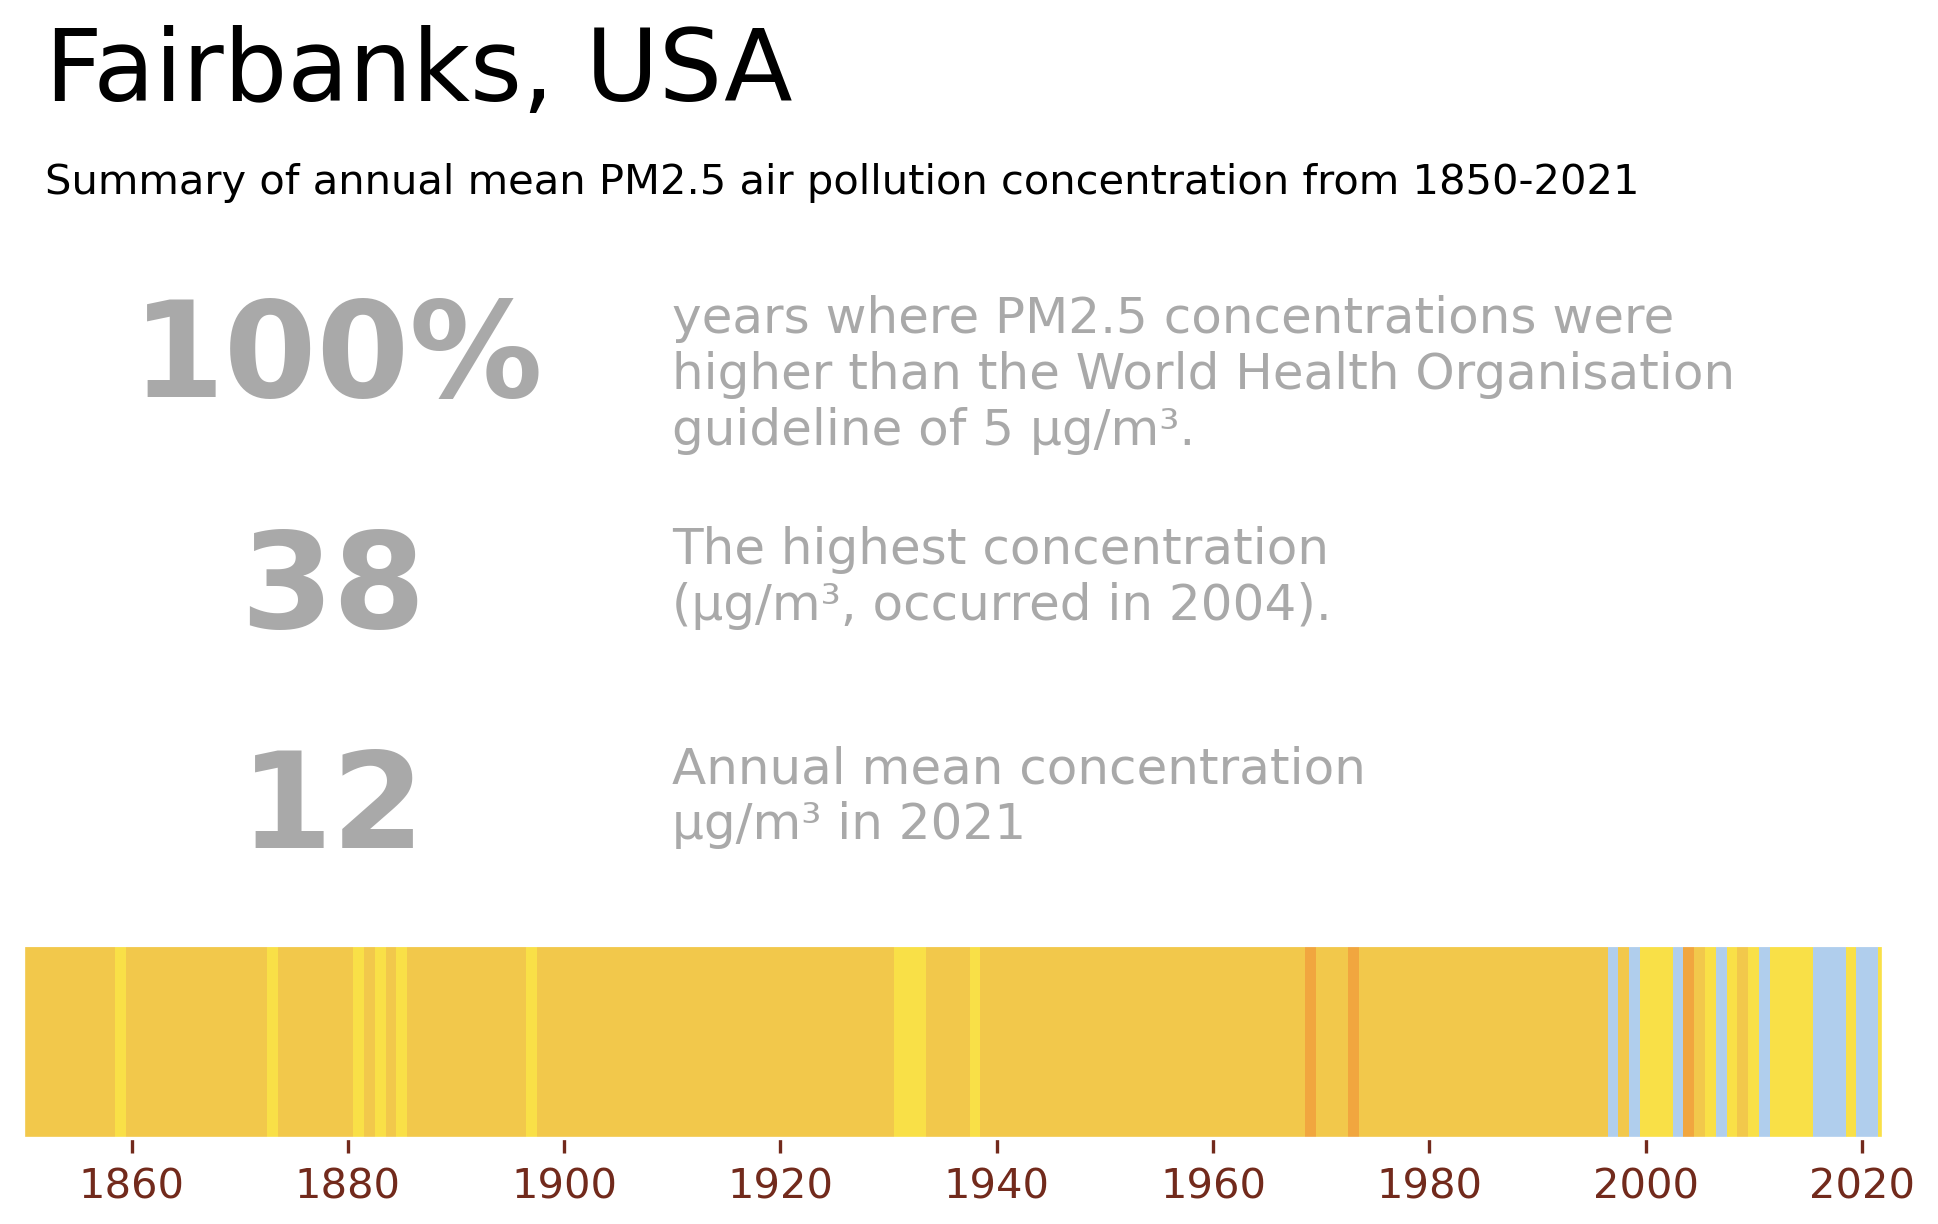 Fairbanks, USA
Summary of annual mean PM2.5 air pollution concentration from 1850-2021
100%
years where PM2.5 concentrations were
higher than the World Health Organisation
guideline of 5 µg/m³.
38
The highest concentration
(µg/m³, occurred in 2004).
12
Annual mean concentration
µg/m³ in 2021
1860 1880 1900 1920 1940 1960 1980 2000 2020